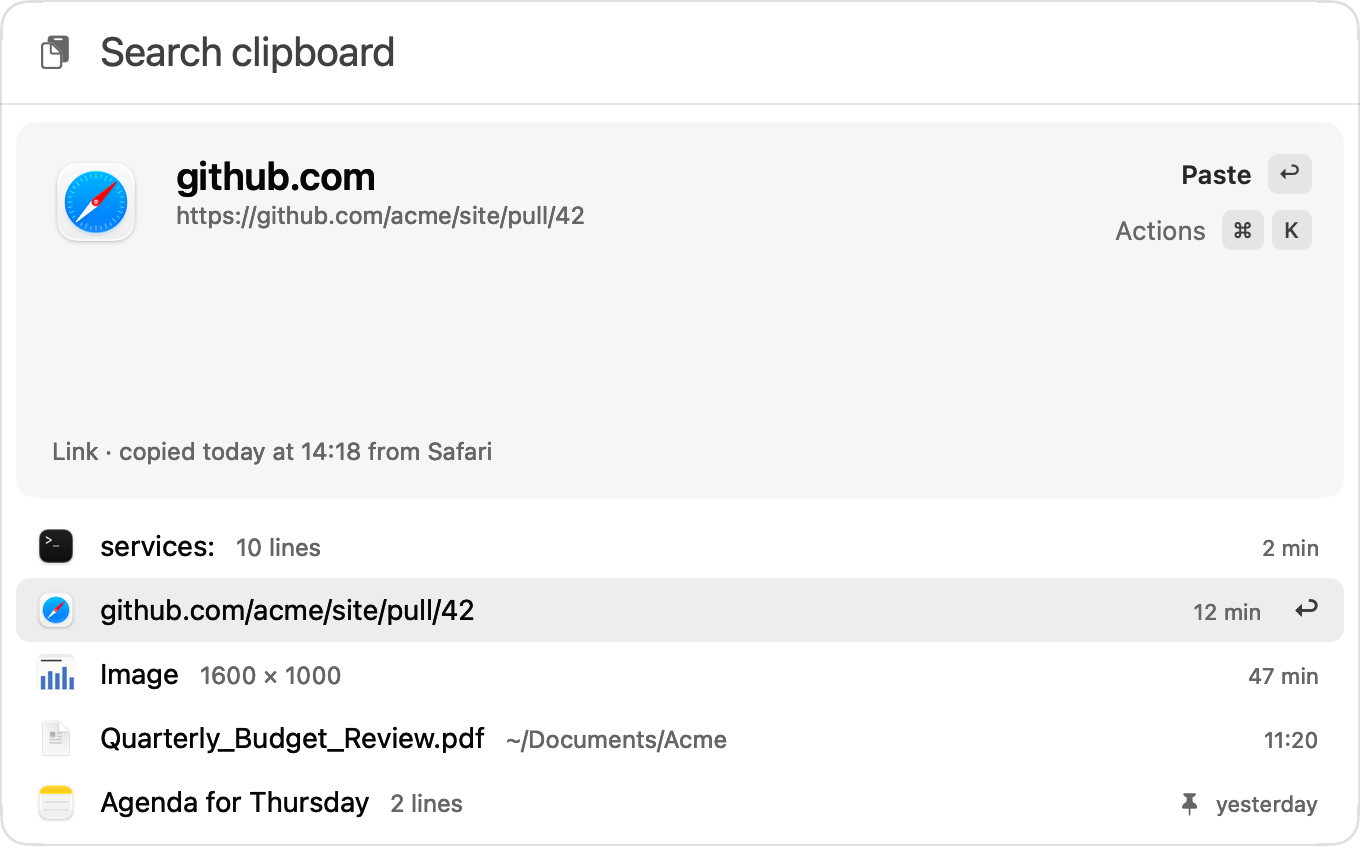 Search clipboard
github.com
https://github.com/acme/site/pull/42
Paste ↩
Actions ⌘ K
Link · copied today at 14:18 from Safari
services: 10 lines 2 min
github.com/acme/site/pull/42 12 min ↩
Image 1600 × 1000 47 min
Quarterly_Budget_Review.pdf ~/Documents/Acme 11:20
Agenda for Thursday 2 lines yesterday